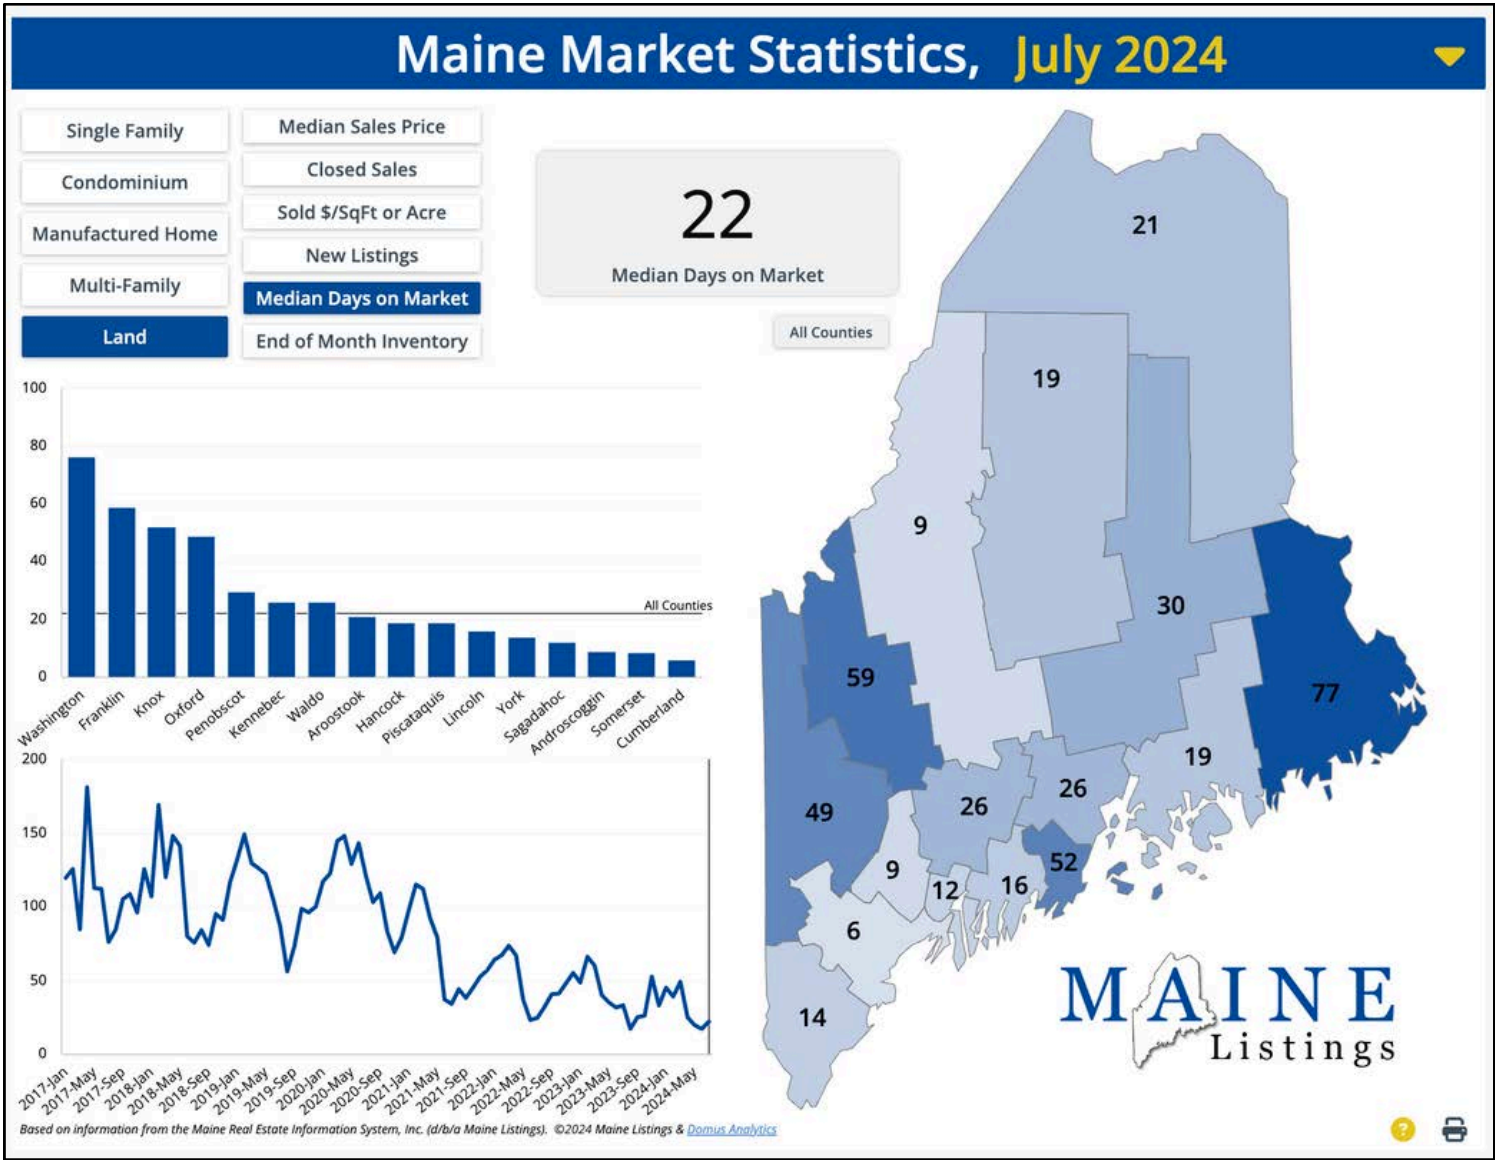 Maine Market Statistics, July 2024
Single Family
Condominium
Manufactured Home
Multi-Family
Land
Median Sales Price
Closed Sales
Sold $/SqFt or Acre
New Listings
Median Days on Market
End of Month Inventory
22
Median Days on Market
All Counties
100
80
60
40
20
0
All Counties
Washington
Franklin
Knox
Oxford
Penobscot
Kennebec
Waldo
Aroostook
Hancock
Piscataquis
Lincoln
York
Sagadahoc
Androscoggin
Somerset
Cumberland
200
150
100
50
0
2017-Jan
2017-May
2017-Sep
2018-Jan
2018-May
2018-Sep
2019-Jan
2019-May
2019-Sep
2020-Jan
2020-May
2020-Sep
2021-Jan
2021-May
2021-Sep
2022-Jan
2022-May
2022-Sep
2023-Jan
2023-May
2023-Sep
2024-Jan
2024-May
21
19
9
30
59
77
19
49
26
26
9
12
16
52
6
14
MAINE
Listings
Based on information from the Maine Real Estate Information System, Inc. (d/b/a Maine Listings). ©2024 Maine Listings & Domus Analytics
?